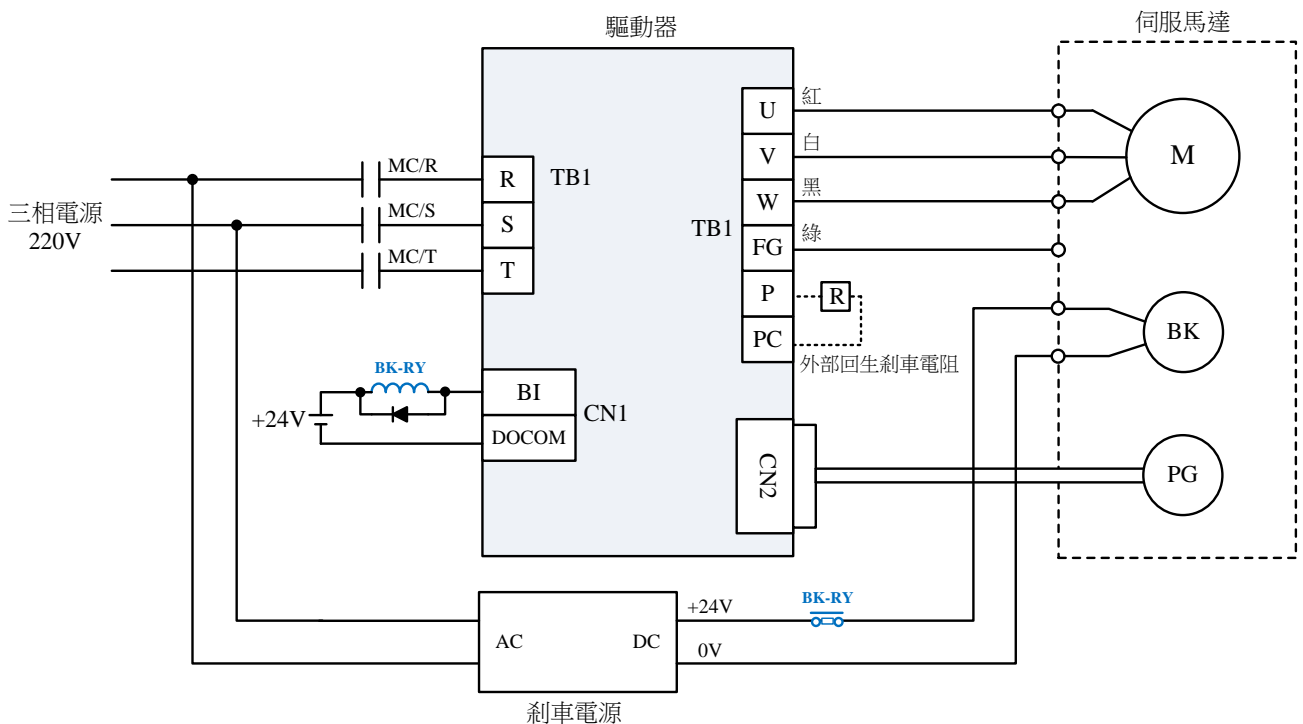 驅動器
伺服馬達
三相電源
220V
MC/R
MC/S
MC/T
R
S
T
TB1
TB1
U
V
W
FG
P
PC
紅
白
黑
綠
R
外部回生剎車電阻
M
BK
PG
BK-RY
+24V
BI
DOCOM
CN1
CN2
AC
DC
+24V
0V
BK-RY
剎車電源